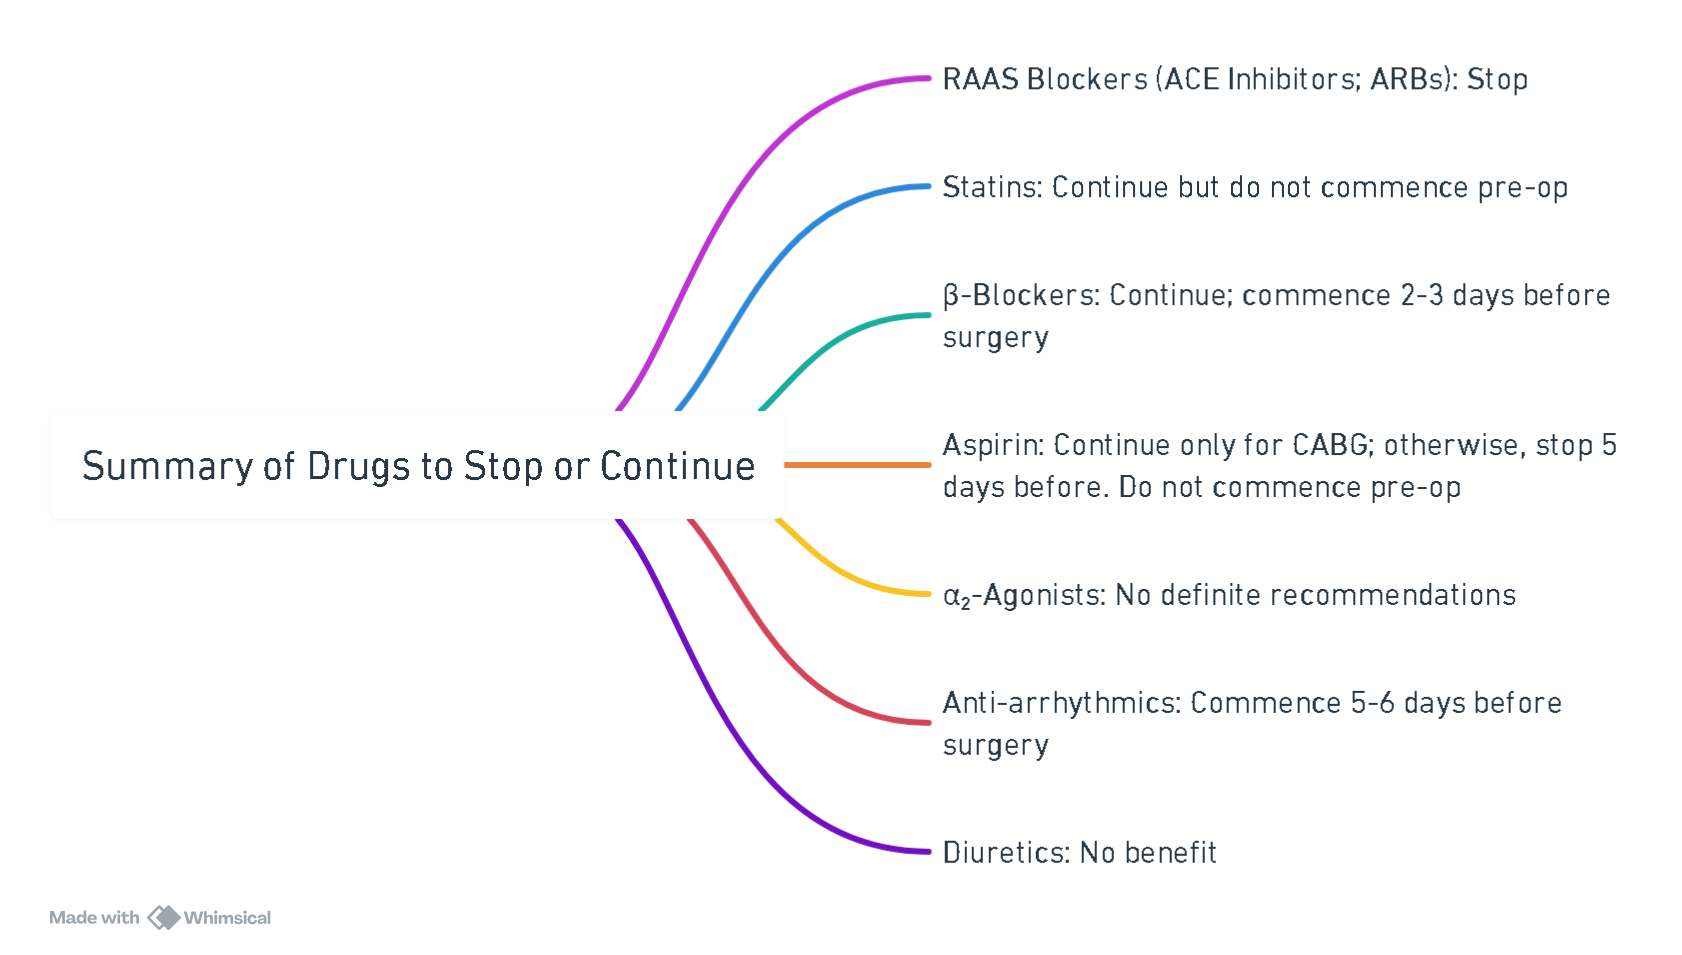 RAAS Blockers (ACE Inhibitors; ARBs): Stop
Statins: Continue but do not commence pre-op
β-Blockers: Continue; commence 2-3 days before
surgery
Summary of Drugs to Stop or Continue
Aspirin: Continue only for CABG; otherwise, stop 5
days before. Do not commence pre-op
α₂-Agonists: No definite recommendations
Anti-arrhythmics: Commence 5-6 days before
surgery
Diuretics: No benefit
Made with Whimsical